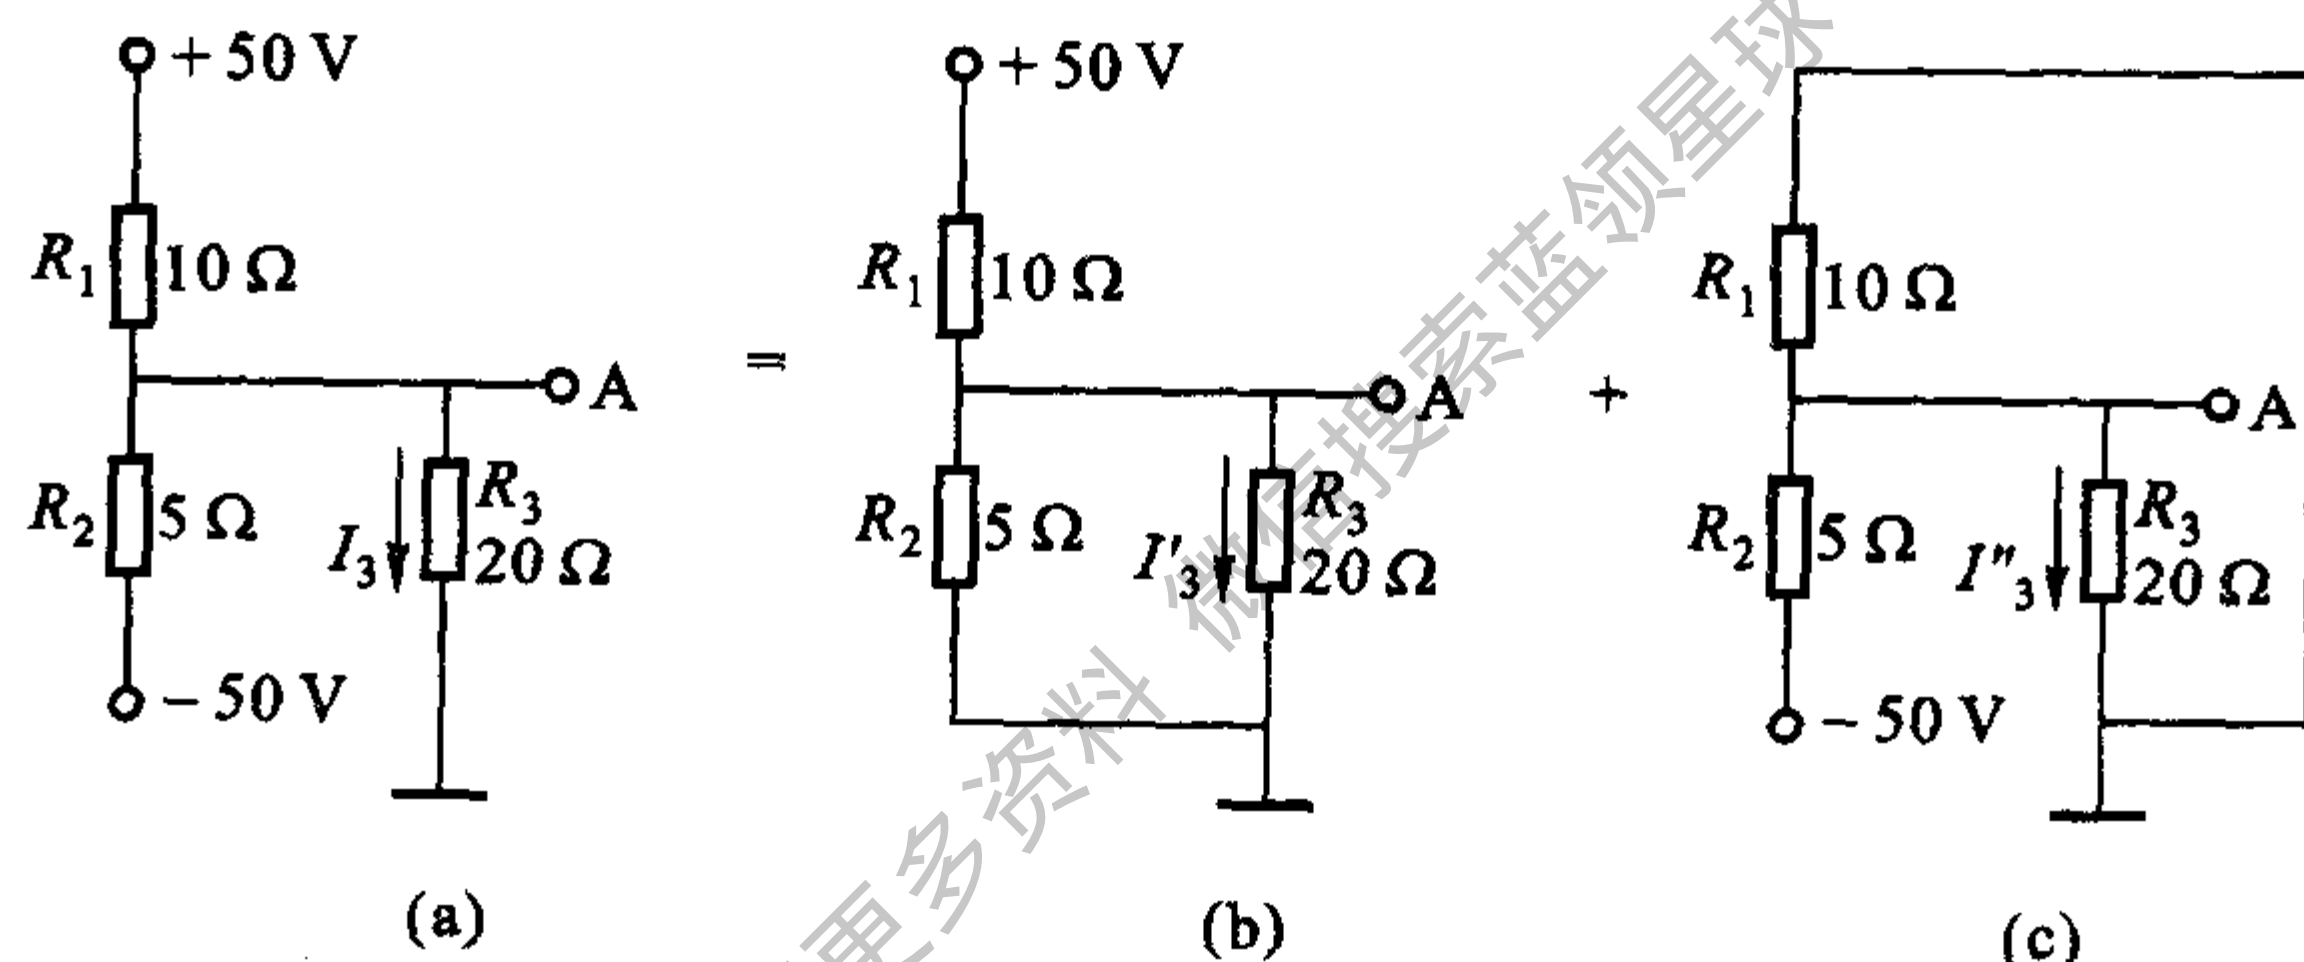 + 50 V
R₁ 10 Ω
A
R₂ 5 Ω
I₃
R₃
20 Ω
− 50 V
(a)
=
+ 50 V
R₁ 10 Ω
A
R₂ 5 Ω
I′₃
R₃
20 Ω
(b)
+
R₁ 10 Ω
A
R₂ 5 Ω
I″₃
R₃
20 Ω
− 50 V
(c)
更多资料 微信搜索蓝领星球